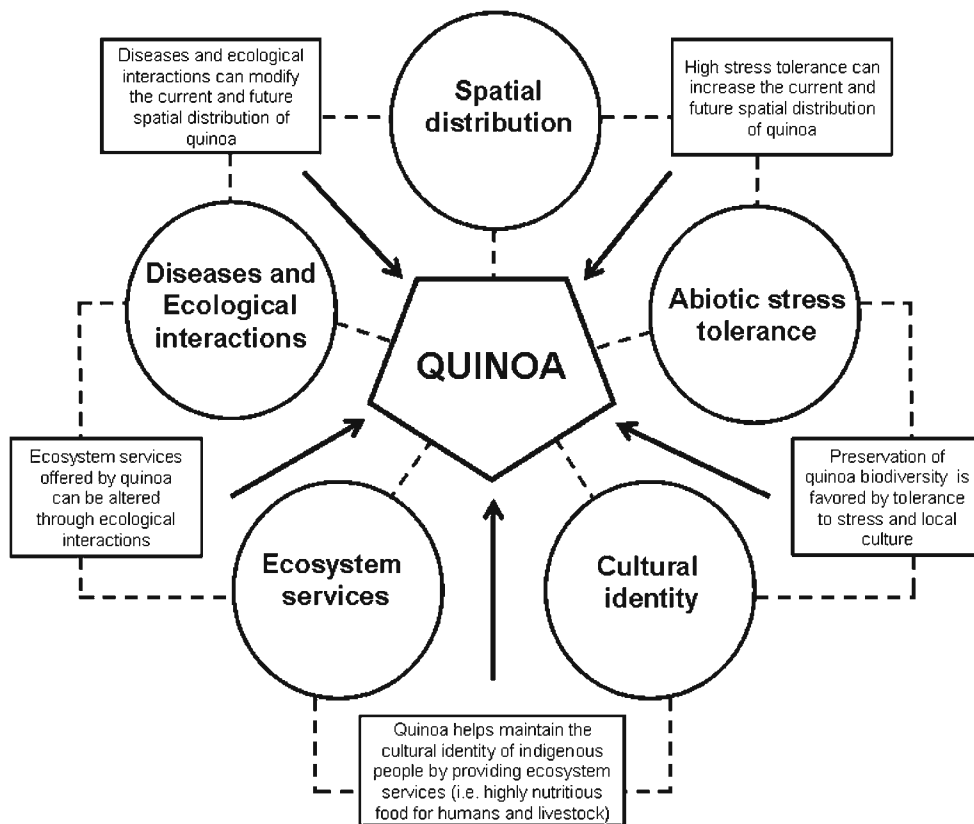 Diseases and ecological
interactions can modify
the current and future
spatial distribution of
quinoa
Spatial
distribution
High stress tolerance can
increase the current and
future spatial distribution
of quinoa
Diseases and
Ecological
interactions
QUINOA
Abiotic stress
tolerance
Ecosystem services
offered by quinoa
can be altered
through ecological
interactions
Preservation of
quinoa biodiversity is
favored by tolerance
to stress and local
culture
Ecosystem
services
Cultural
identity
Quinoa helps maintain the
cultural identity of indigenous
people by providing ecosystem
services (i.e. highly nutritious
food for humans and livestock)